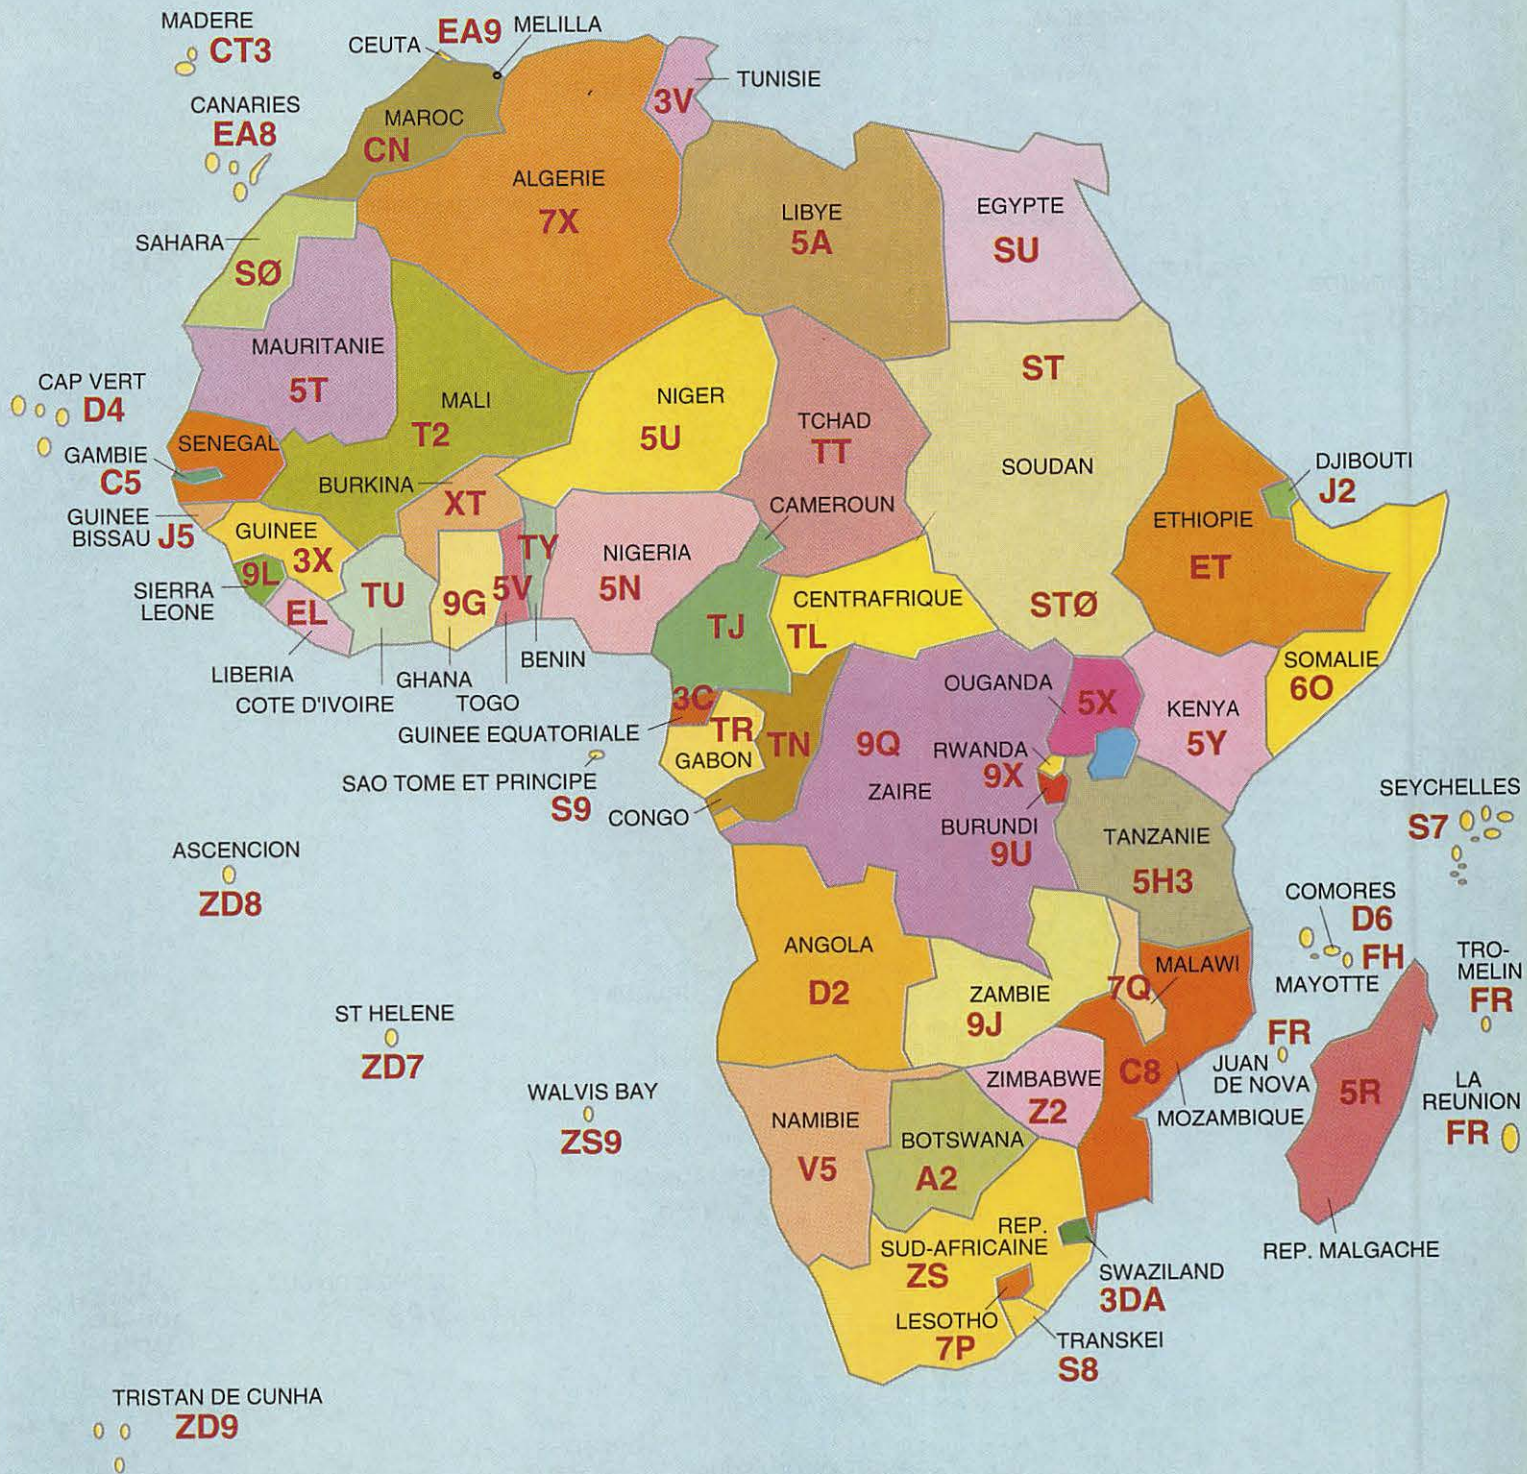 MADERE
CT3
CEUTA
EA9
MELILLA
TUNISIE
3V
CANARIES
EA8
MAROC
CN
ALGERIE
7X
LIBYE
5A
EGYPTE
SU
SAHARA
SØ
MAURITANIE
5T
CAP VERT
D4
MALI
T2
NIGER
5U
TCHAD
TT
ST
SOUDAN
STØ
SENEGAL
GAMBIE
C5
GUINEE
BISSAU
J5
GUINEE
3X
BURKINA
XT
CAMEROUN
TJ
DJIBOUTI
J2
ETHIOPIE
ET
SIERRA
LEONE
9L
EL
LIBERIA
TU
COTE D'IVOIRE
9G
GHANA
5V
TOGO
TY
BENIN
NIGERIA
5N
CENTRAFRIQUE
TL
SOMALIE
6O
3C
GUINEE EQUATORIALE
TR
GABON
TN
CONGO
SAO TOME ET PRINCIPE
S9
9Q
ZAIRE
OUGANDA
5X
KENYA
5Y
RWANDA
9X
BURUNDI
9U
TANZANIE
5H3
SEYCHELLES
S7
ASCENCION
ZD8
COMORES
D6
FH
MAYOTTE
TRO-
MELIN
FR
ANGOLA
D2
ZAMBIE
9J
7Q
MALAWI
ST HELENE
ZD7
FR
JUAN
DE NOVA
C8
MOZAMBIQUE
5R
REP. MALGACHE
LA
REUNION
FR
WALVIS BAY
ZS9
NAMIBIE
V5
BOTSWANA
A2
ZIMBABWE
Z2
REP.
SUD-AFRICAINE
ZS
SWAZILAND
3DA
LESOTHO
7P
TRANSKEI
S8
TRISTAN DE CUNHA
ZD9